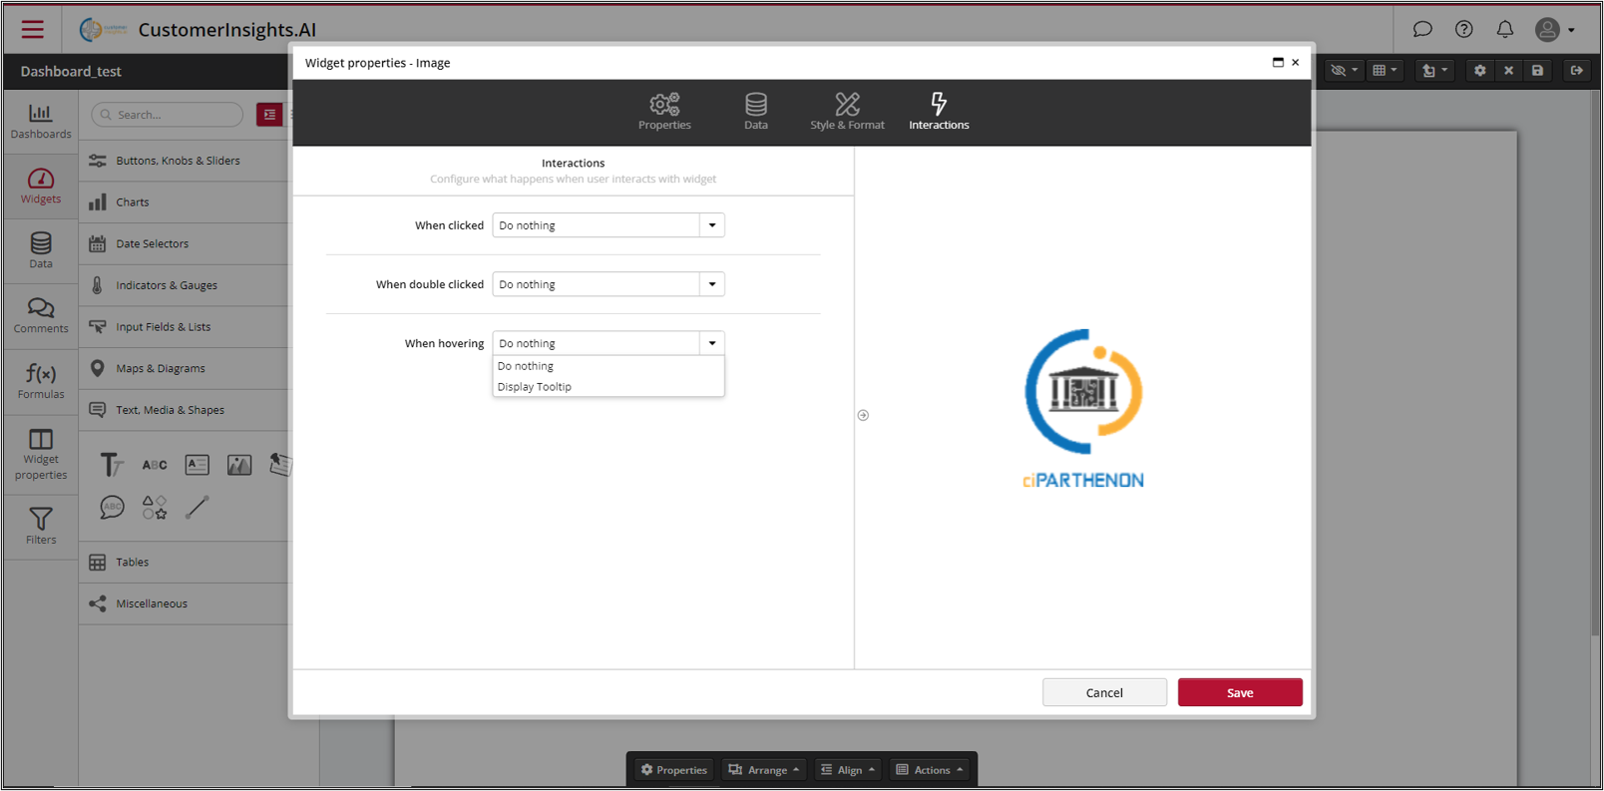 CustomerInsights.AI
Dashboard_test
Widget properties - Image
Properties
Data
Style & Format
Interactions
Dashboards
Widgets
Data
Comments
f(x)
Formulas
Widget
properties
Filters
Search...
Buttons, Knobs & Sliders
Charts
Date Selectors
Indicators & Gauges
Input Fields & Lists
Maps & Diagrams
Text, Media & Shapes
ABC
ABC
Tables
Miscellaneous
Interactions
Configure what happens when user interacts with widget
When clicked Do nothing
When double clicked Do nothing
When hovering Do nothing
Do nothing
Display Tooltip
ciPARTHENON
Cancel
Save
Properties
Arrange
Align
Actions